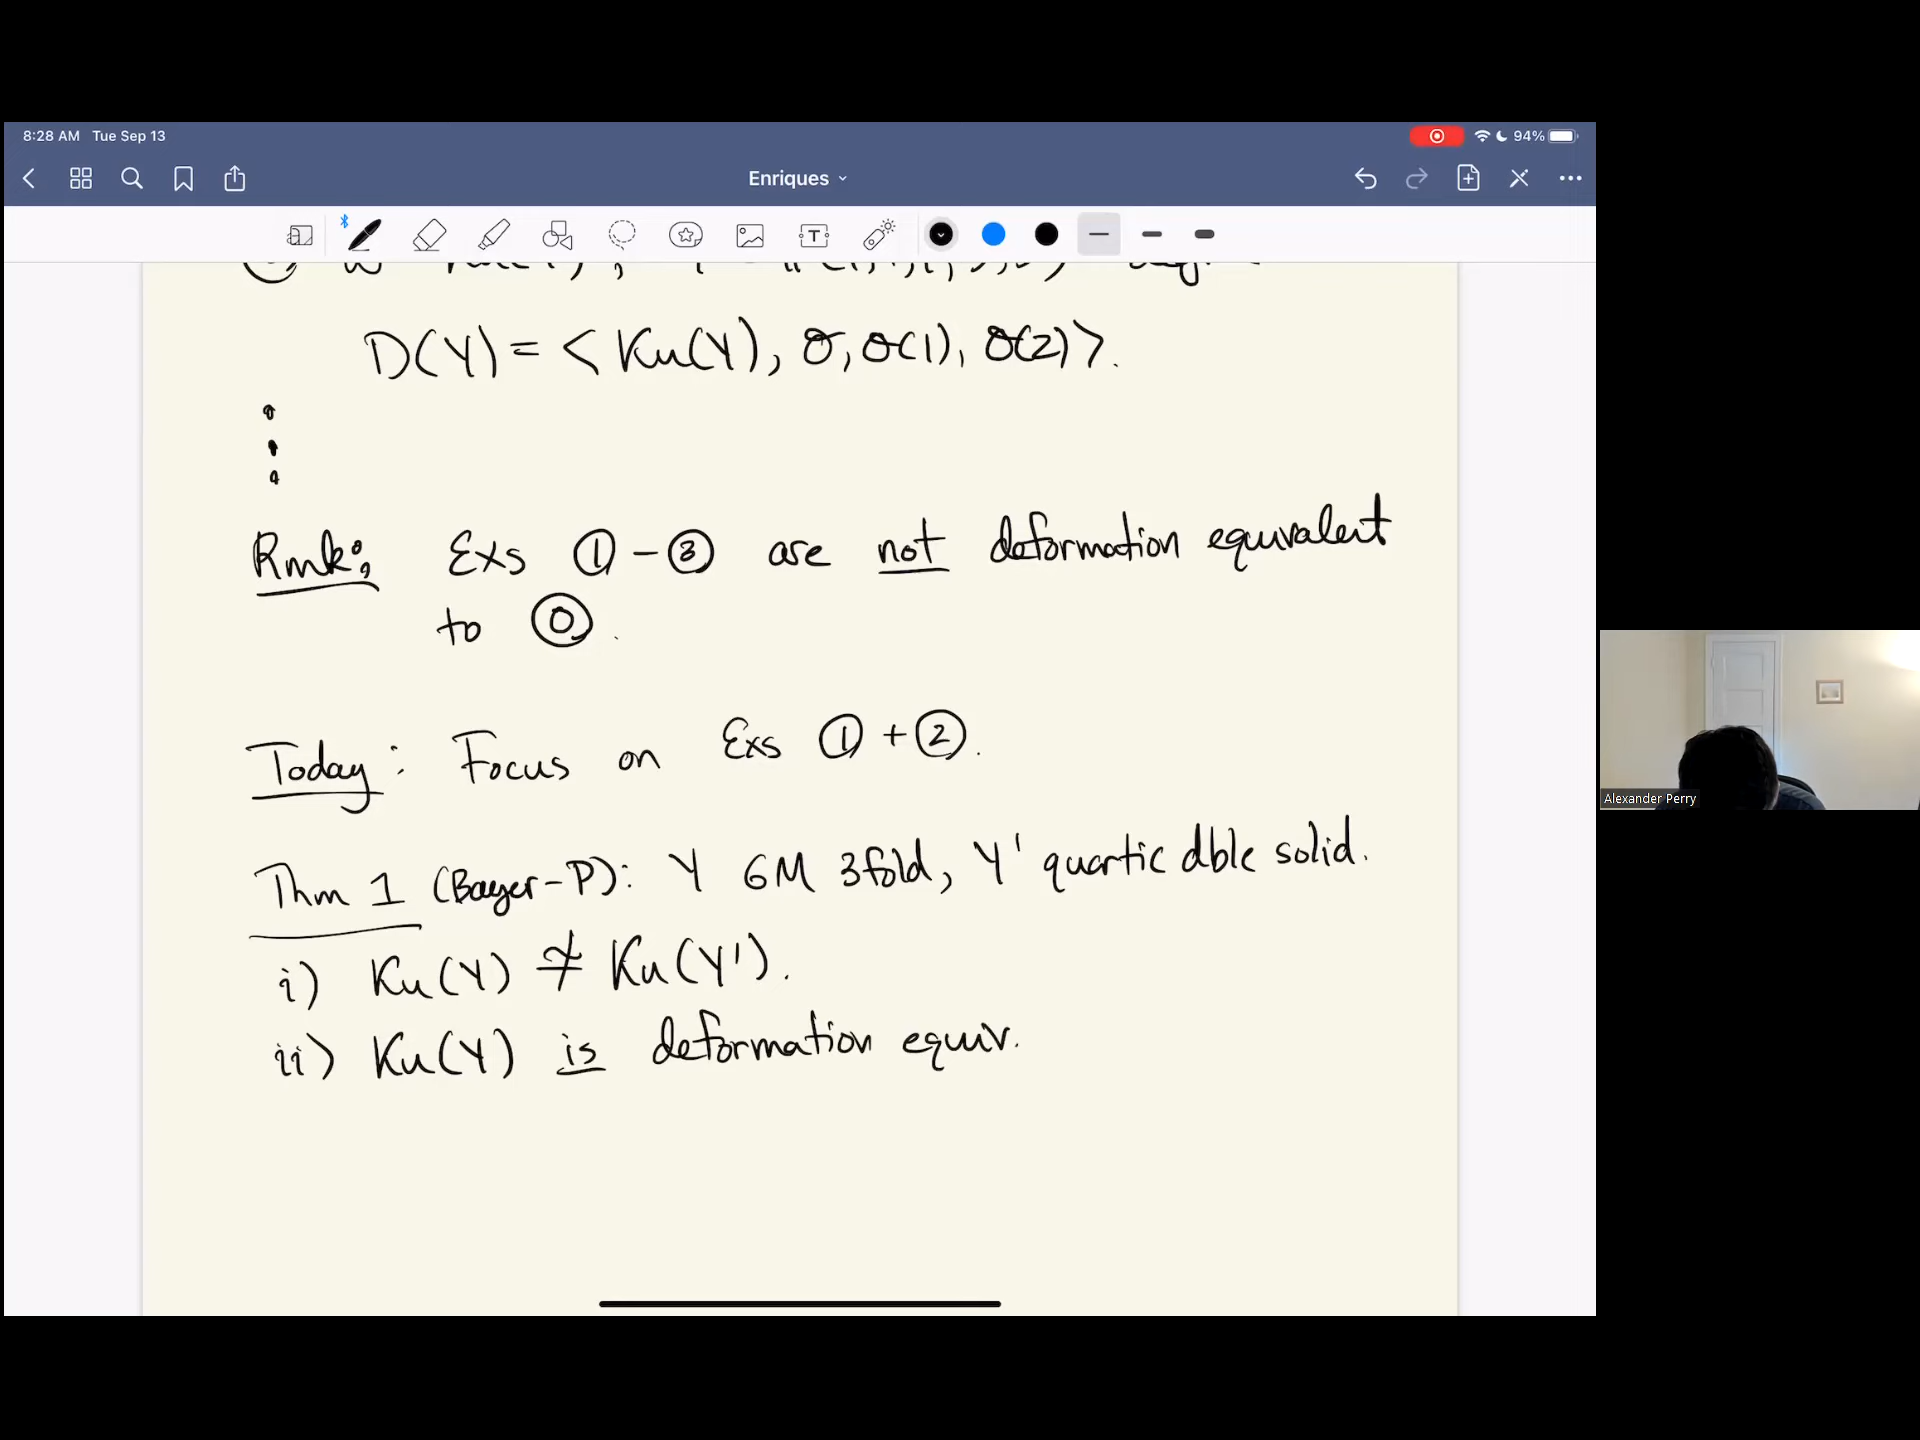 8:28 AM Tue Sep 13
94%
Enriques
D(Y) = < Ku(Y), O, O(1), O(2) >.
Rmk: Exs ① - ③ are not deformation equivalent
to ⓪.
Today: Focus on Exs ① + ②.
Thm 1 (Bayer-P): Y GM 3fold, Y' quartic dble solid.
i) Ku(Y) ≄ Ku(Y').
ii) Ku(Y) is deformation equiv.
Alexander Perry